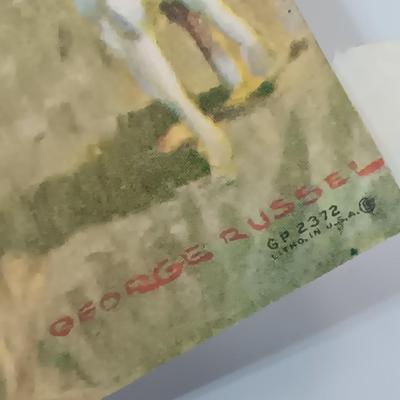 GEORGE RUSSEL
GP 2372
LITHO. IN U.S.A.